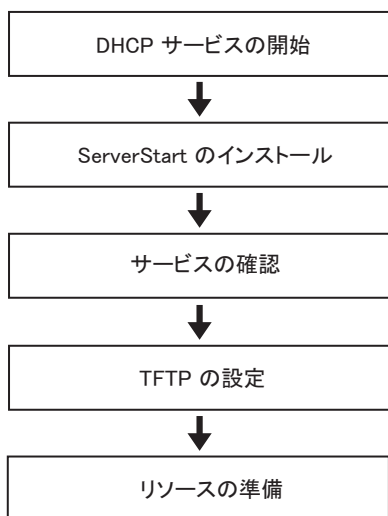 DHCP サービスの開始
ServerStart のインストール
サービスの確認
TFTP の設定
リソースの準備